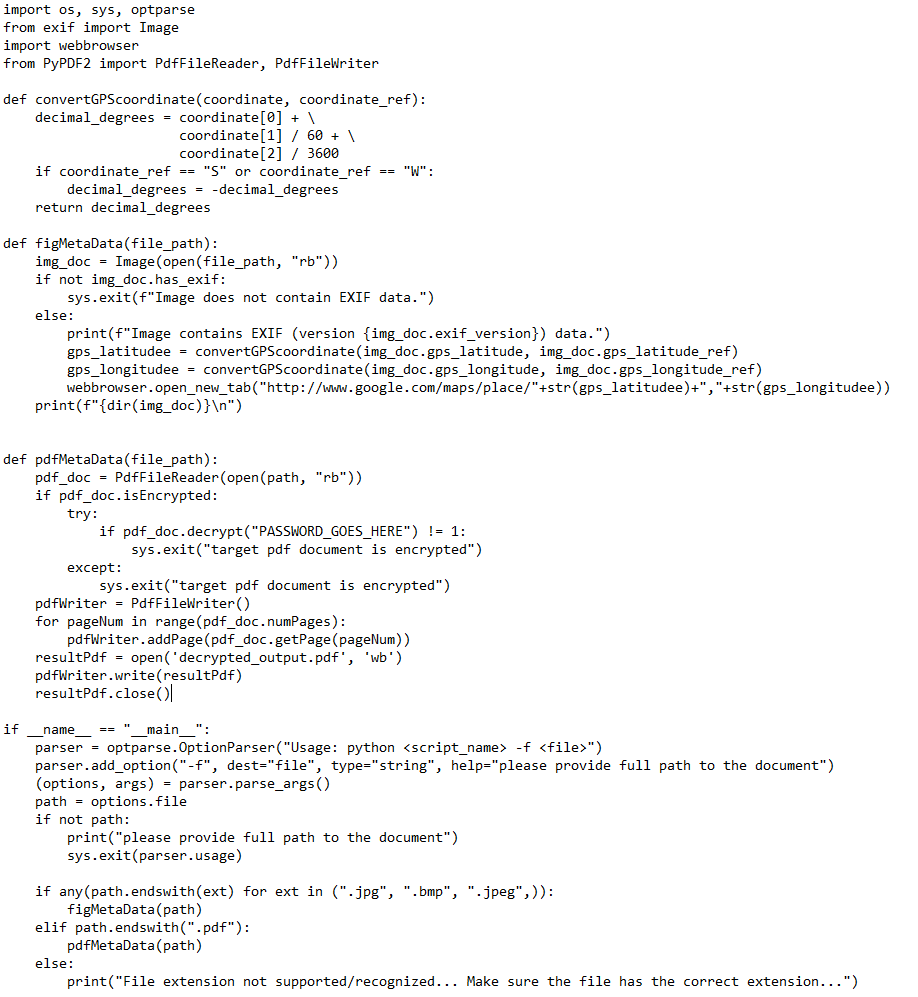 import os, sys, optparse
from exif import Image
import webbrowser
from PyPDF2 import PdfFileReader, PdfFileWriter

def convertGPScoordinate(coordinate, coordinate_ref):
    decimal_degrees = coordinate[0] + \
                      coordinate[1] / 60 + \
                      coordinate[2] / 3600
    if coordinate_ref == "S" or coordinate_ref == "W":
        decimal_degrees = -decimal_degrees
    return decimal_degrees

def figMetaData(file_path):
    img_doc = Image(open(file_path, "rb"))
    if not img_doc.has_exif:
        sys.exit(f"Image does not contain EXIF data.")
    else:
        print(f"Image contains EXIF (version {img_doc.exif_version}) data.")
        gps_latitudee = convertGPScoordinate(img_doc.gps_latitude, img_doc.gps_latitude_ref)
        gps_longitudee = convertGPScoordinate(img_doc.gps_longitude, img_doc.gps_longitude_ref)
        webbrowser.open_new_tab("http://www.google.com/maps/place/"+str(gps_latitudee)+","+str(gps_longitudee))
    print(f"{dir(img_doc)}\n")


def pdfMetaData(file_path):
    pdf_doc = PdfFileReader(open(path, "rb"))
    if pdf_doc.isEncrypted:
        try:
            if pdf_doc.decrypt("PASSWORD_GOES_HERE") != 1:
                sys.exit("target pdf document is encrypted")
        except:
            sys.exit("target pdf document is encrypted")
    pdfWriter = PdfFileWriter()
    for pageNum in range(pdf_doc.numPages):
        pdfWriter.addPage(pdf_doc.getPage(pageNum))
    resultPdf = open('decrypted_output.pdf', 'wb')
    pdfWriter.write(resultPdf)
    resultPdf.close()

if __name__ == "__main__":
    parser = optparse.OptionParser("Usage: python <script_name> -f <file>")
    parser.add_option("-f", dest="file", type="string", help="please provide full path to the document")
    (options, args) = parser.parse_args()
    path = options.file
    if not path:
        print("please provide full path to the document")
        sys.exit(parser.usage)

    if any(path.endswith(ext) for ext in (".jpg", ".bmp", ".jpeg",)):
        figMetaData(path)
    elif path.endswith(".pdf"):
        pdfMetaData(path)
    else:
        print("File extension not supported/recognized... Make sure the file has the correct extension...")